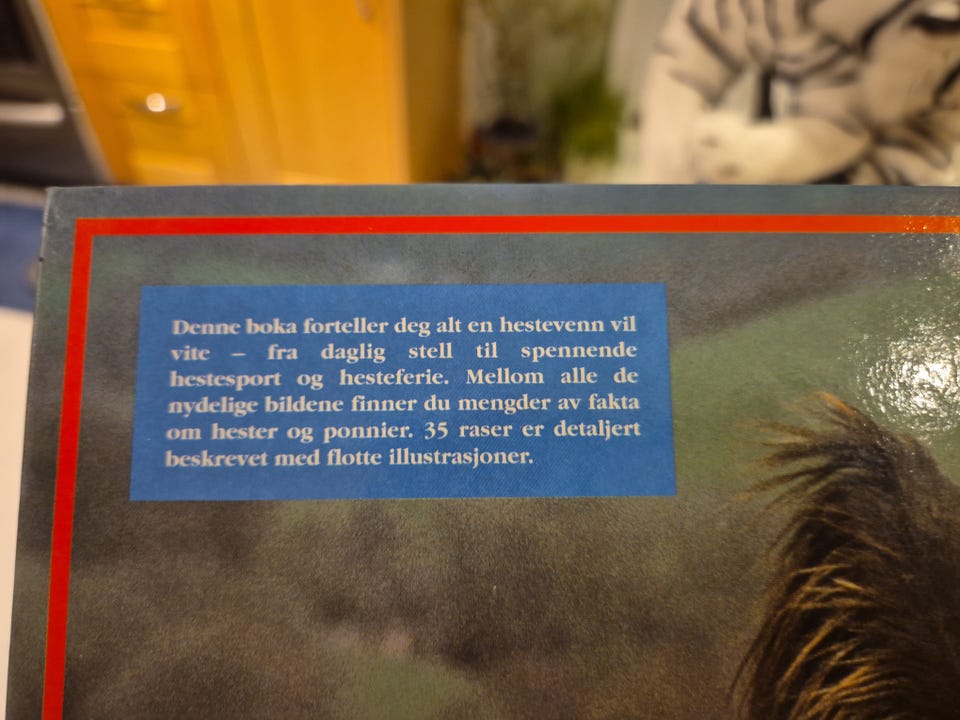 Denne boka forteller deg alt en hestevenn vil
vite – fra daglig stell til spennende
hestesport og hesteferie. Mellom alle de
nydelige bildene finner du mengder av fakta
om hester og ponnier. 35 raser er detaljert
beskrevet med flotte illustrasjoner.